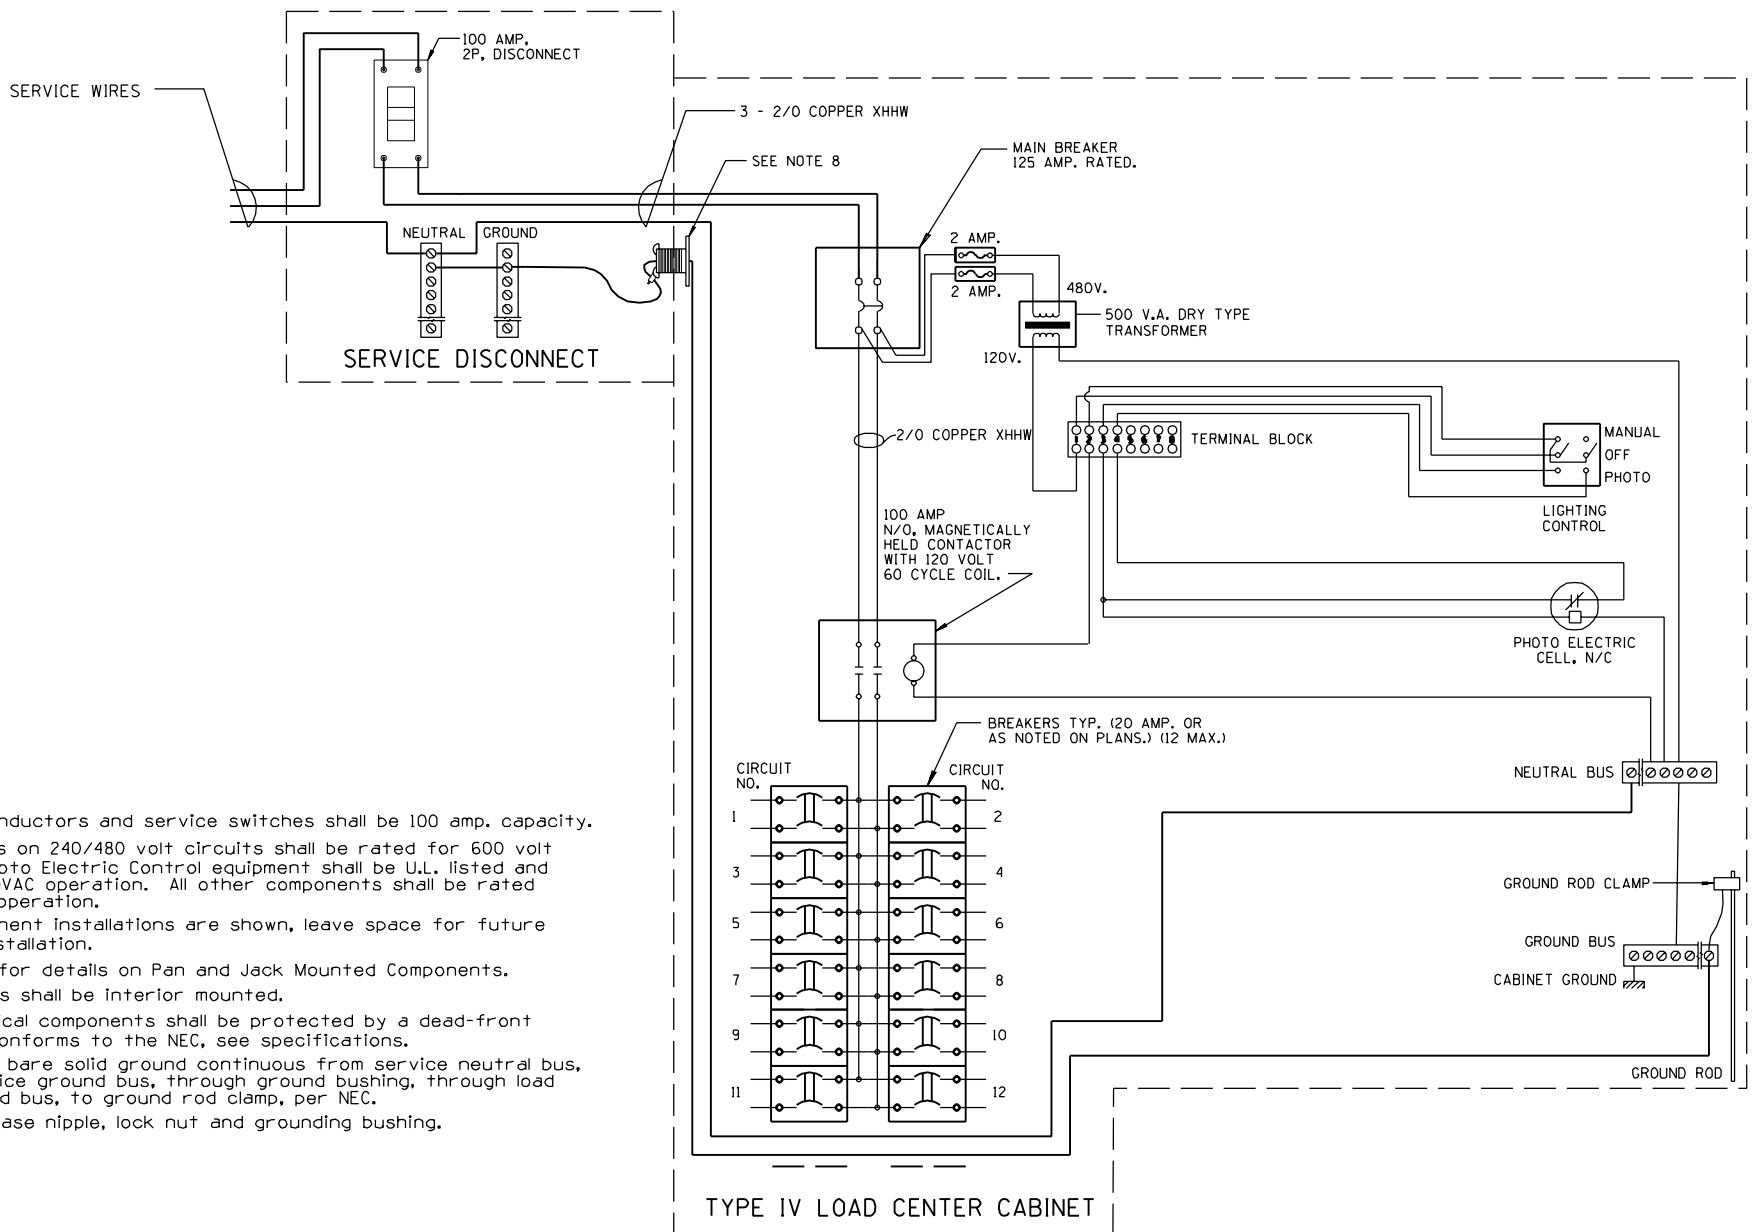 100 AMP.
2P, DISCONNECT
SERVICE WIRES
3 - 2/0 COPPER XHHW
SEE NOTE 8
MAIN BREAKER
125 AMP. RATED.
NEUTRAL
GROUND
SERVICE DISCONNECT
2 AMP.
2 AMP.
480V.
500 V.A. DRY TYPE
TRANSFORMER
120V.
2/0 COPPER XHHW
1 2 3 4 5 6 7 8
TERMINAL BLOCK
MANUAL
OFF
PHOTO
LIGHTING
CONTROL
100 AMP
N/O, MAGNETICALLY
HELD CONTACTOR
WITH 120 VOLT
60 CYCLE COIL.
PHOTO ELECTRIC
CELL, N/C
BREAKERS TYP. (20 AMP. OR
AS NOTED ON PLANS.) (12 MAX.)
CIRCUIT
NO.
CIRCUIT
NO.
1
2
3
4
5
6
7
8
9
10
11
12
NEUTRAL BUS
GROUND ROD CLAMP
GROUND BUS
CABINET GROUND
GROUND ROD
nductors and service switches shall be 100 amp. capacity.
s on 240/480 volt circuits shall be rated for 600 volt
oto Electric Control equipment shall be U.L. listed and
0VAC operation. All other components shall be rated
operation.
nent installations are shown, leave space for future
stallation.
for details on Pan and Jack Mounted Components.
s shall be interior mounted.
ical components shall be protected by a dead-front
onforms to the NEC, see specifications.
bare solid ground continuous from service neutral bus,
ice ground bus, through ground bushing, through load
d bus, to ground rod clamp, per NEC.
ase nipple, lock nut and grounding bushing.
TYPE IV LOAD CENTER CABINET